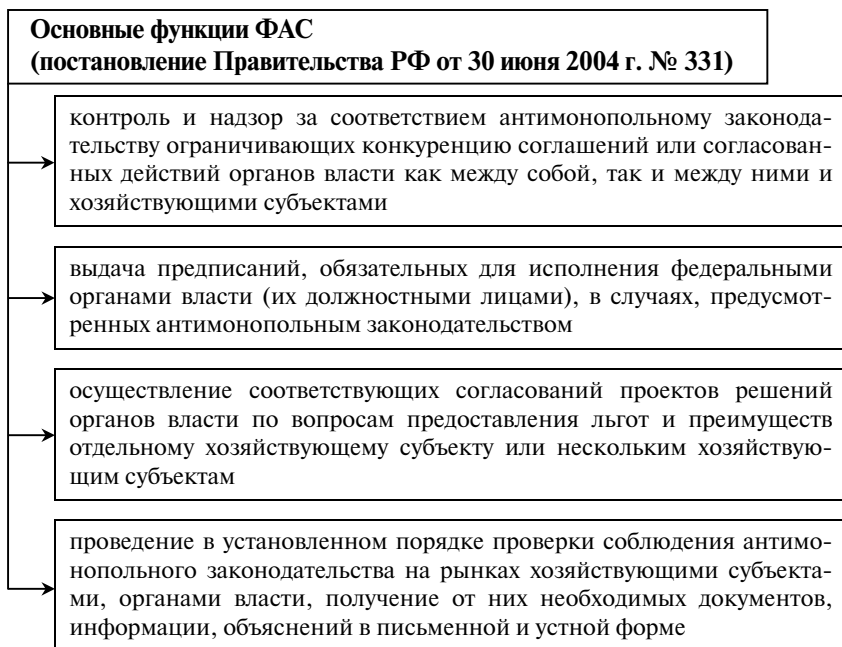 Основные функции ФАС
(постановление Правительства РФ от 30 июня 2004 г. № 331)
контроль и надзор за соответствием антимонопольному законода-
тельству ограничивающих конкуренцию соглашений или согласован-
ных действий органов власти как между собой, так и между ними и
хозяйствующими субъектами
выдача предписаний, обязательных для исполнения федеральными
органами власти (их должностными лицами), в случаях, предусмот-
ренных антимонопольным законодательством
осуществление соответствующих согласований проектов решений
органов власти по вопросам предоставления льгот и преимуществ
отдельному хозяйствующему субъекту или нескольким хозяйствую-
щим субъектам
проведение в установленном порядке проверки соблюдения антимо-
нопольного законодательства на рынках хозяйствующими субъекта-
ми, органами власти, получение от них необходимых документов,
информации, объяснений в письменной и устной форме